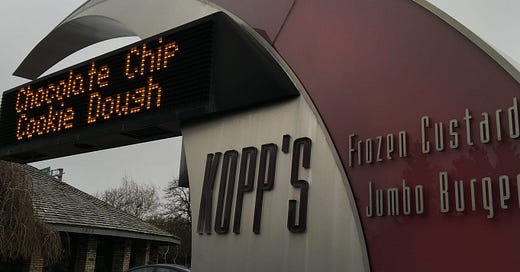 Chocolate Chip
Cookie Dough
KOPP'S
Frozen Custard
Jumbo Burger